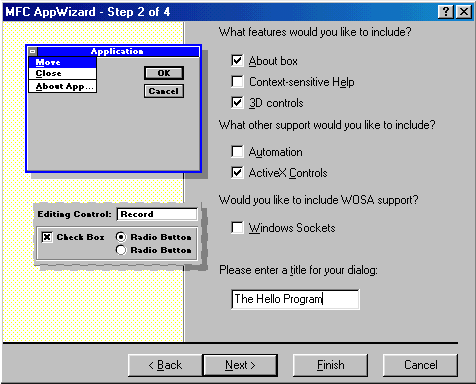 MFC AppWizard - Step 2 of 4
Application
Move
Close
About App...
OK
Cancel
Editing Control: Record
Check Box
Radio Button
Radio Button
What features would you like to include?
About box
Context-sensitive Help
3D controls
What other support would you like to include?
Automation
ActiveX Controls
Would you like to include WOSA support?
Windows Sockets
Please enter a title for your dialog:
The Hello Program
< Back
Next >
Finish
Cancel